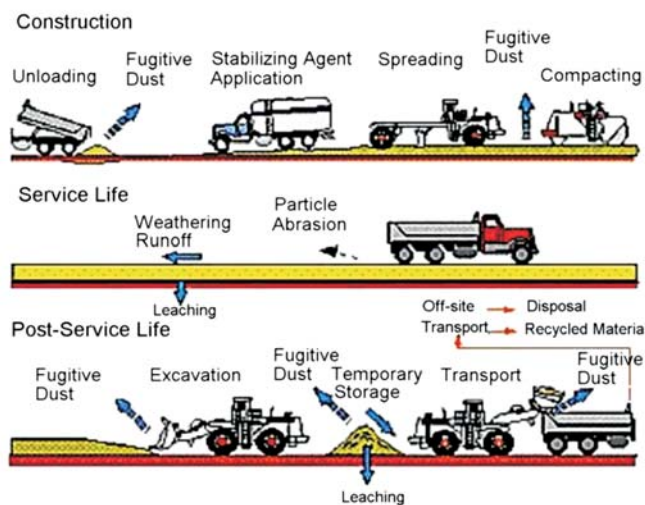 Construction
Unloading
Fugitive
Dust
Stabilizing Agent
Application
Spreading
Fugitive
Dust
Compacting
Service Life
Weathering
Runoff
Particle
Abrasion
Leaching
Off-site
Disposal
Transport
Recycled Materia
Post-Service Life
Fugitive
Dust
Excavation
Fugitive
Dust
Temporary
Storage
Transport
Fugitive
Dust
Leaching